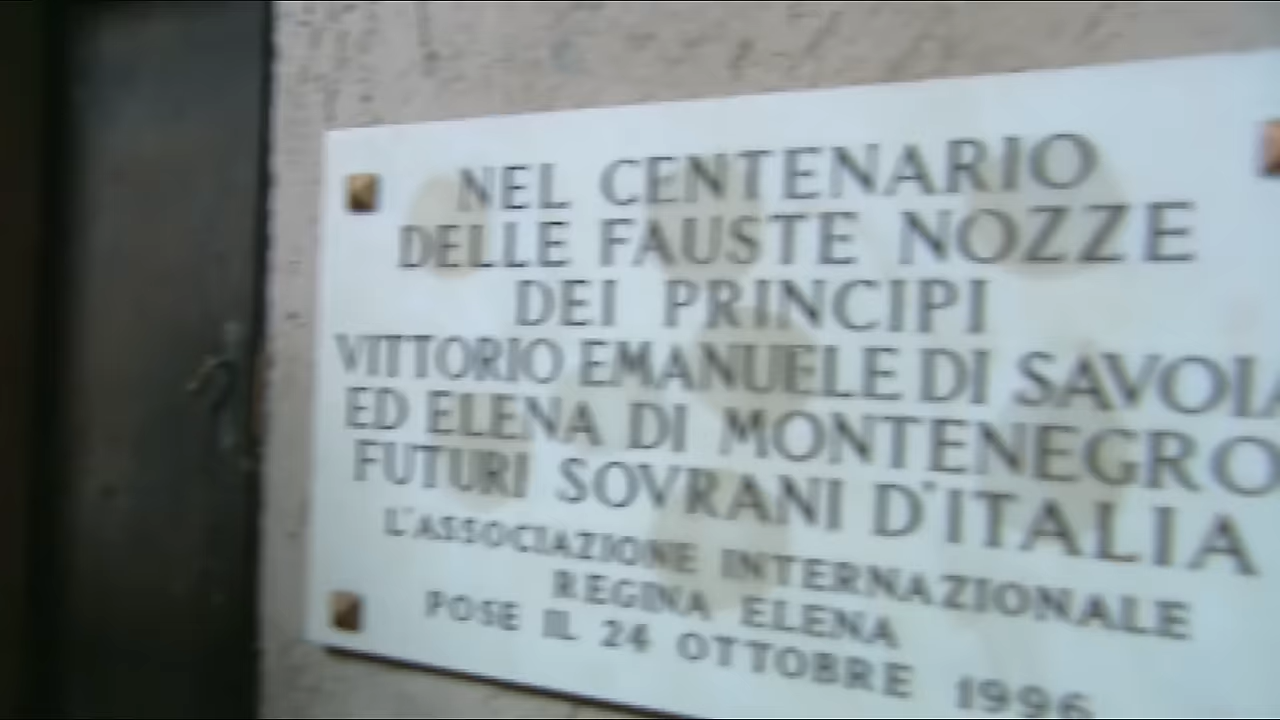 NEL CENTENARIO
DELLE FAUSTE NOZZE
DEI PRINCIPI
VITTORIO EMANUELE DI SAVOIA
ED ELENA DI MONTENEGRO
FUTURI SOVRANI D'ITALIA
L'ASSOCIAZIONE INTERNAZIONALE
REGINA ELENA
POSE IL 24 OTTOBRE 1996